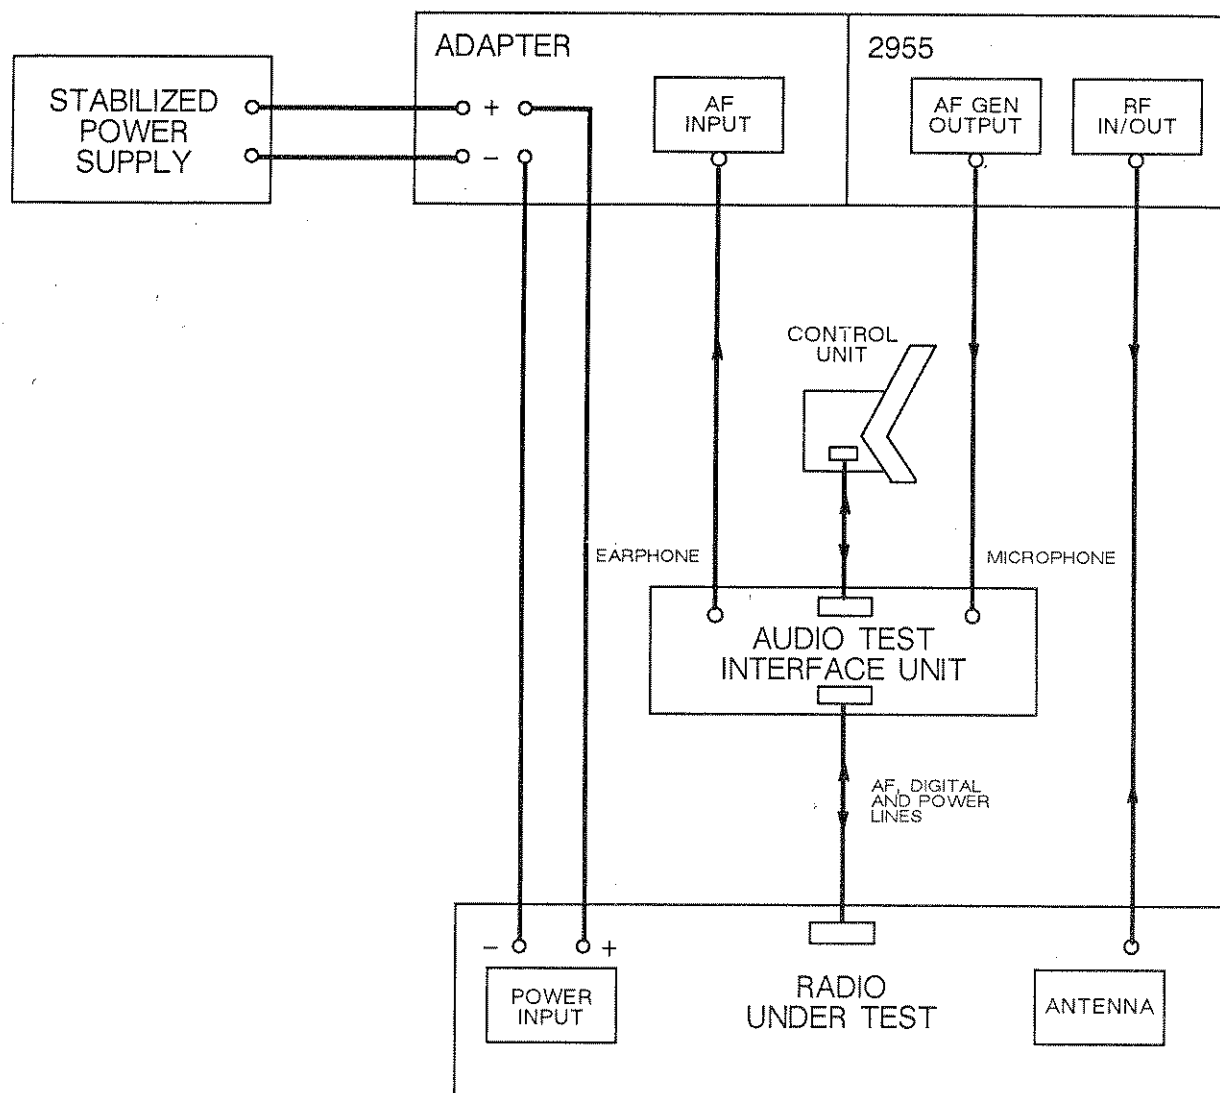 ADAPTER
2955
STABILIZED
POWER
SUPPLY
+
−
AF
INPUT
AF GEN
OUTPUT
RF
IN/OUT
CONTROL
UNIT
EARPHONE
MICROPHONE
AUDIO TEST
INTERFACE UNIT
AF, DIGITAL
AND POWER
LINES
− +
POWER
INPUT
RADIO
UNDER TEST
ANTENNA